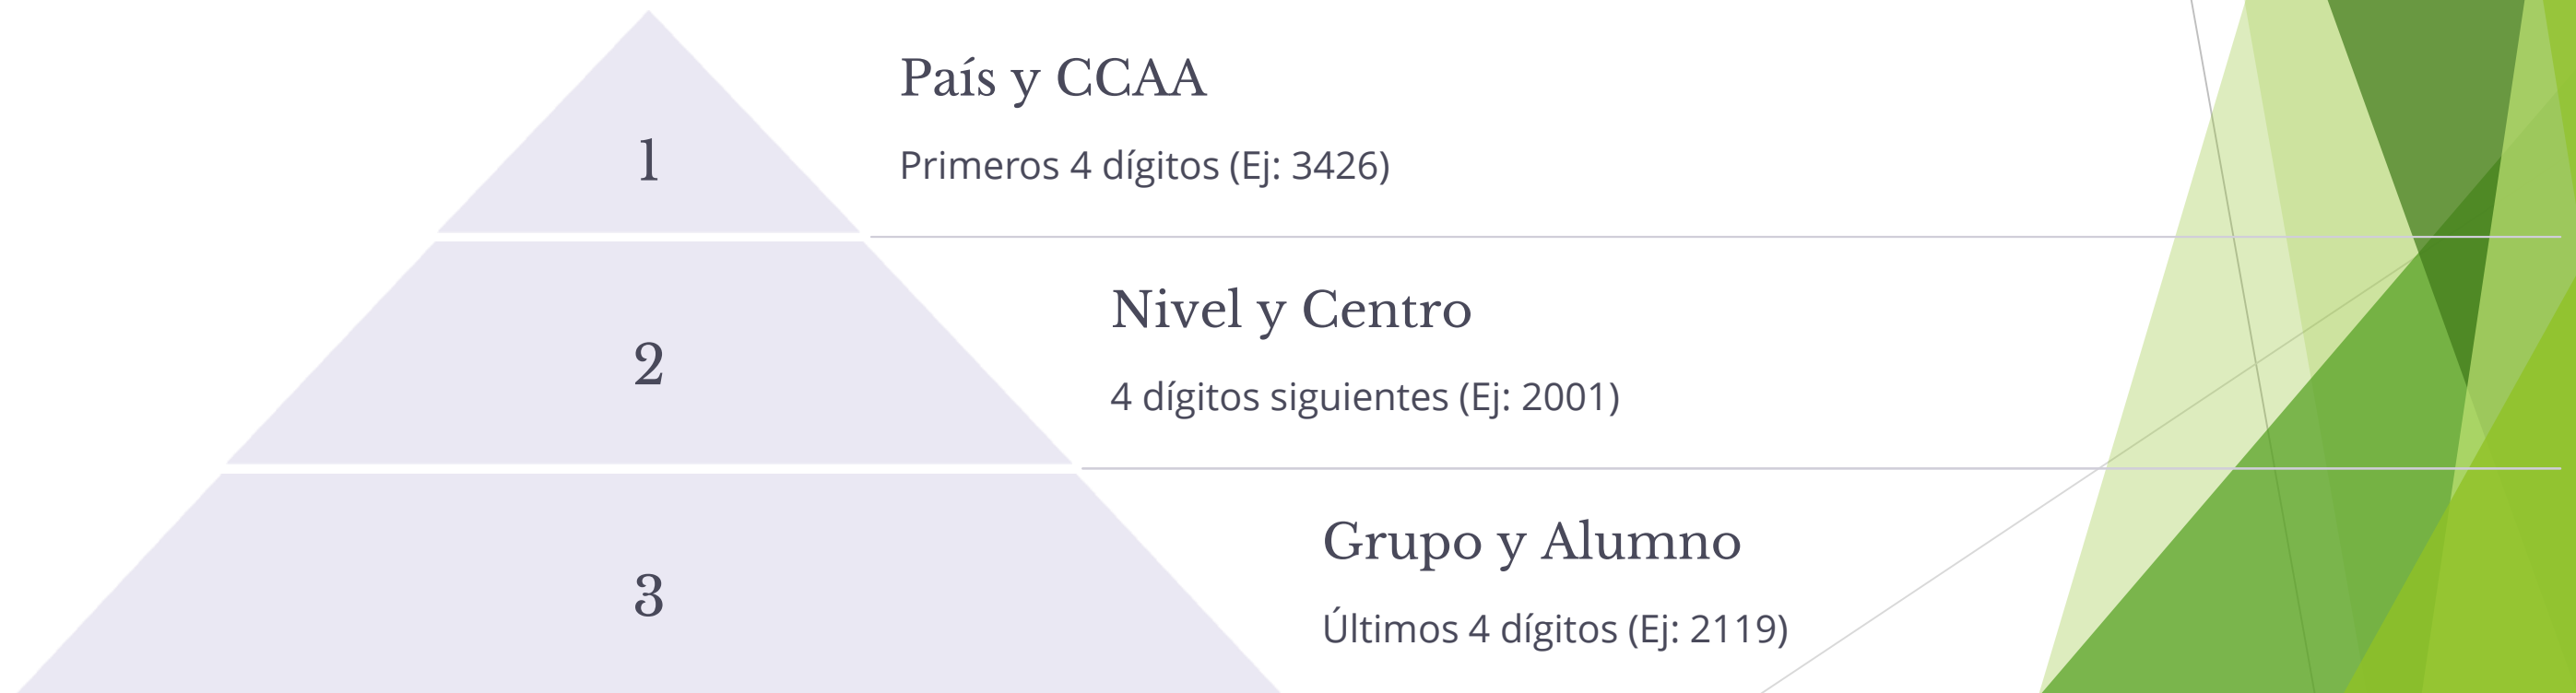 1
País y CCAA
Primeros 4 dígitos (Ej: 3426)
2
Nivel y Centro
4 dígitos siguientes (Ej: 2001)
3
Grupo y Alumno
Últimos 4 dígitos (Ej: 2119)